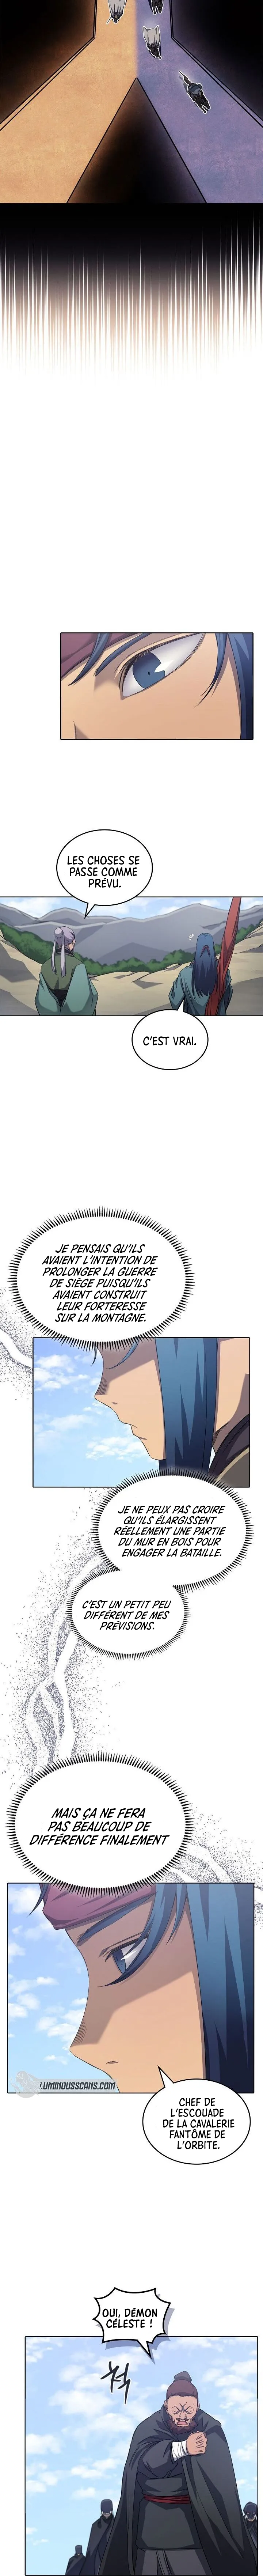 LES CHOSES SE
PASSE COMME
PRÉVU.
C'EST VRAI.
JE PENSAIS QU'ILS
AVAIENT L'INTENTION DE
PROLONGER LA GUERRE
DE SIÈGE PUISQU'ILS
AVAIENT CONSTRUIT
LEUR FORTERESSE
SUR LA MONTAGNE.
JE NE PEUX PAS CROIRE
QU'ILS ÉLARGISSENT
RÉELLEMENT UNE PARTIE
DU MUR EN BOIS POUR
ENGAGER LA BATAILLE.
C'EST UN PETIT PEU
DIFFÉRENT DE MES
PRÉVISIONS.
MAIS ÇA NE FERA
PAS BEAUCOUP DE
DIFFÉRENCE FINALEMENT
LUMINOUSSCANS.COM
CHEF DE
L'ESCOUADE
DE LA CAVALERIE
FANTÔME DE
L'ORBITE.
OUI, DÉMON
CÉLESTE !
척